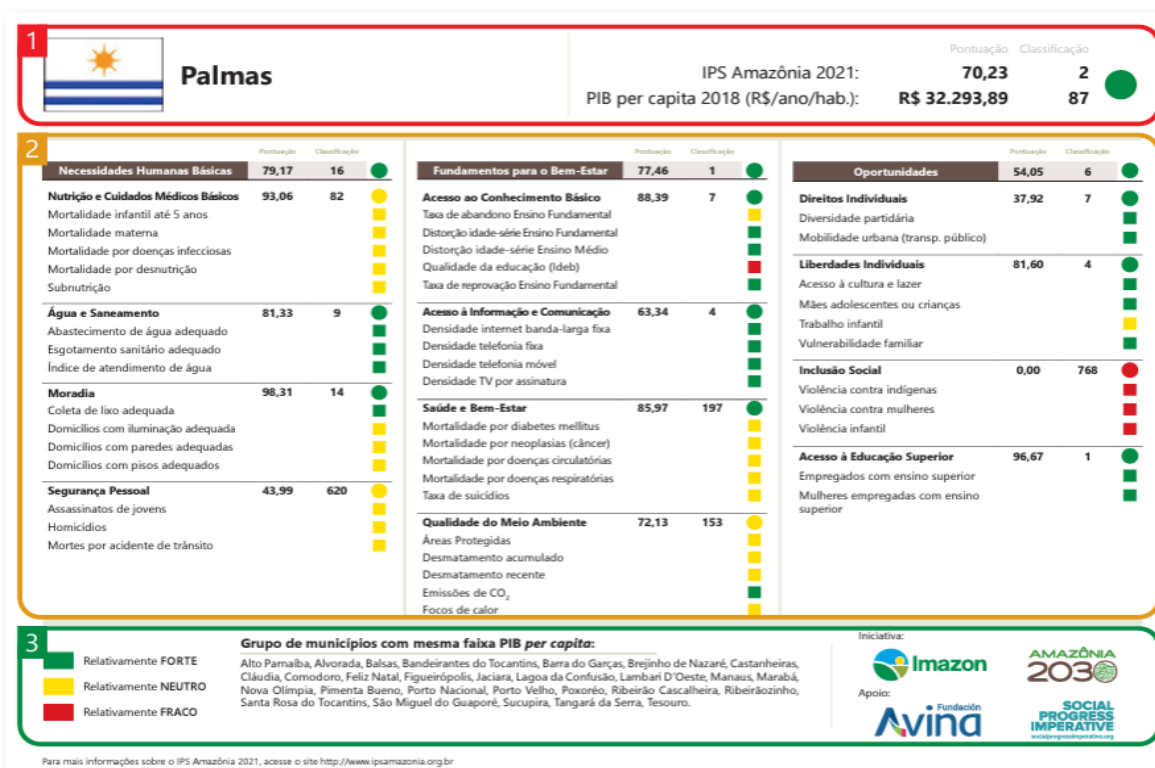 1
Palmas
Pontuação Classificação
IPS Amazônia 2021: 70,23 2
PIB per capita 2018 (R$/ano/hab.): R$ 32.293,89 87
2
Pontuação Classificação
Necessidades Humanas Básicas 79,17 16
Nutrição e Cuidados Médicos Básicos 93,06 82
Mortalidade infantil até 5 anos
Mortalidade materna
Mortalidade por doenças infecciosas
Mortalidade por desnutrição
Subnutrição
Água e Saneamento 81,33 9
Abastecimento de água adequado
Esgotamento sanitário adequado
Índice de atendimento de água
Moradia 98,31 14
Coleta de lixo adequada
Domicílios com iluminação adequada
Domicílios com paredes adequadas
Domicílios com pisos adequados
Segurança Pessoal 43,99 620
Assassinatos de jovens
Homicídios
Mortes por acidente de trânsito
Pontuação Classificação
Fundamentos para o Bem-Estar 77,46 1
Acesso ao Conhecimento Básico 88,39 7
Taxa de abandono Ensino Fundamental
Distorção idade-série Ensino Fundamental
Distorção idade-série Ensino Médio
Qualidade da educação (Ideb)
Taxa de reprovação Ensino Fundamental
Acesso à Informação e Comunicação 63,34 4
Densidade internet banda-larga fixa
Densidade telefonia fixa
Densidade telefonia móvel
Densidade TV por assinatura
Saúde e Bem-Estar 85,97 197
Mortalidade por diabetes mellitus
Mortalidade por neoplasias (câncer)
Mortalidade por doenças circulatórias
Mortalidade por doenças respiratórias
Taxa de suicídios
Qualidade do Meio Ambiente 72,13 153
Áreas Protegidas
Desmatamento acumulado
Desmatamento recente
Emissões de CO₂
Focos de calor
Pontuação Classificação
Oportunidades 54,05 6
Direitos Individuais 37,92 7
Diversidade partidária
Mobilidade urbana (transp. público)
Liberdades Individuais 81,60 4
Acesso à cultura e lazer
Mães adolescentes ou crianças
Trabalho infantil
Vulnerabilidade familiar
Inclusão Social 0,00 768
Violência contra indígenas
Violência contra mulheres
Violência infantil
Acesso à Educação Superior 96,67 1
Empregados com ensino superior
Mulheres empregadas com ensino
superior
3
Relativamente FORTE
Relativamente NEUTRO
Relativamente FRACO
Grupo de municípios com mesma faixa PIB per capita:
Alto Parnaíba, Alvorada, Balsas, Bandeirantes do Tocantins, Barra do Garças, Brejinho de Nazaré, Castanheiras,
Cláudia, Comodoro, Feliz Natal, Figueirópolis, Jaciara, Lagoa da Confusão, Lambari D'Oeste, Manaus, Marabá,
Nova Olímpia, Pimenta Bueno, Porto Nacional, Porto Velho, Poxoréo, Ribeirão Cascalheira, Ribeirãozinho,
Santa Rosa do Tocantins, São Miguel do Guaporé, Sucupira, Tangará da Serra, Tesouro.
Iniciativa:
Imazon
AMAZÔNIA
2030
Apoio:
Fundación
Avina
SOCIAL
PROGRESS
IMPERATIVE
socialprogressimperative.org
Para mais informações sobre o IPS Amazônia 2021, acesse o site http://www.ipsamazonia.org.br